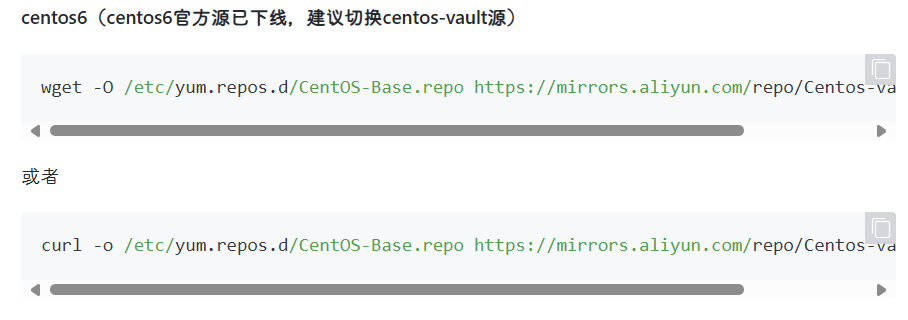 centos6（centos6官方源已下线，建议切换centos-vault源）
wget -O /etc/yum.repos.d/CentOS-Base.repo https://mirrors.aliyun.com/repo/Centos-va
或者
curl -o /etc/yum.repos.d/CentOS-Base.repo https://mirrors.aliyun.com/repo/Centos-va